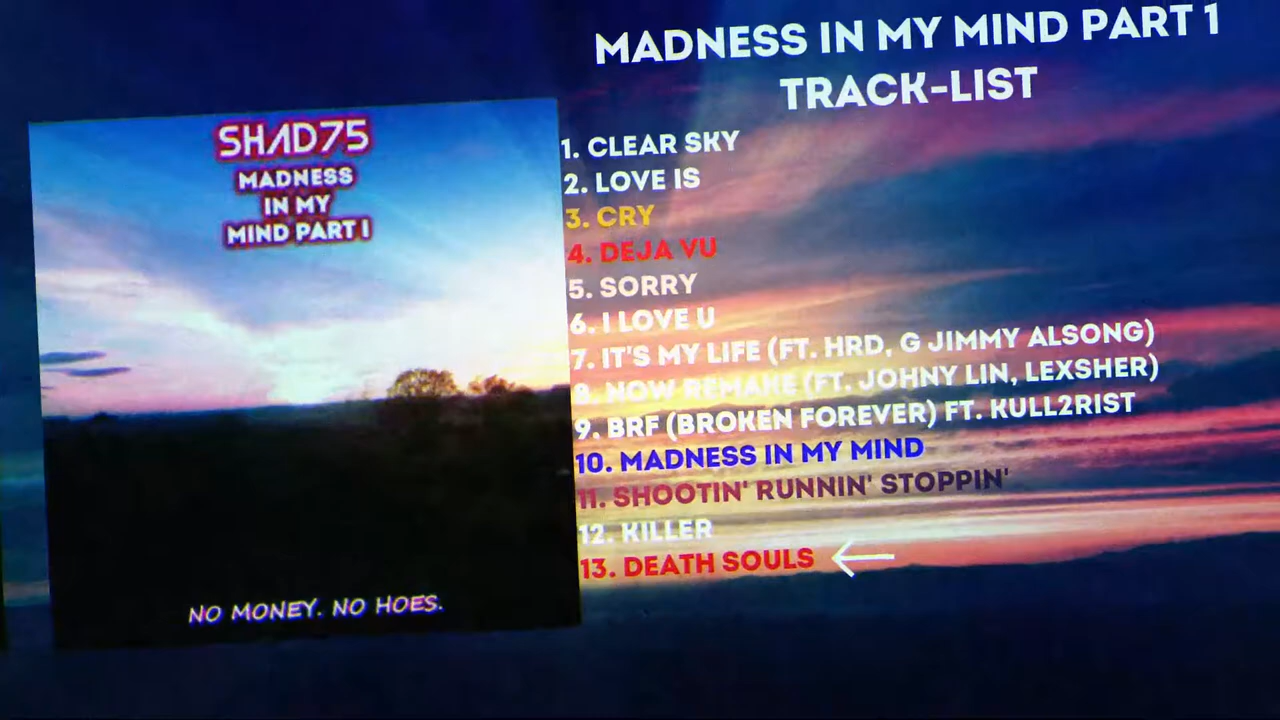 SHAD75
MADNESS
IN MY
MIND PART I
NO MONEY. NO HOES.
MADNESS IN MY MIND PART 1
TRACK-LIST
1. CLEAR SKY
2. LOVE IS
3. CRY
4. DEJA VU
5. SORRY
6. I LOVE U
7. IT'S MY LIFE (FT. HRD, G JIMMY ALSONG)
8. NOW REMAKE (FT. JOHNY LIN, LEXSHER)
9. BRF (BROKEN FOREVER) FT. KULL2RIST
10. MADNESS IN MY MIND
11. SHOOTIN' RUNNIN' STOPPIN'
12. KILLER
13. DEATH SOULS